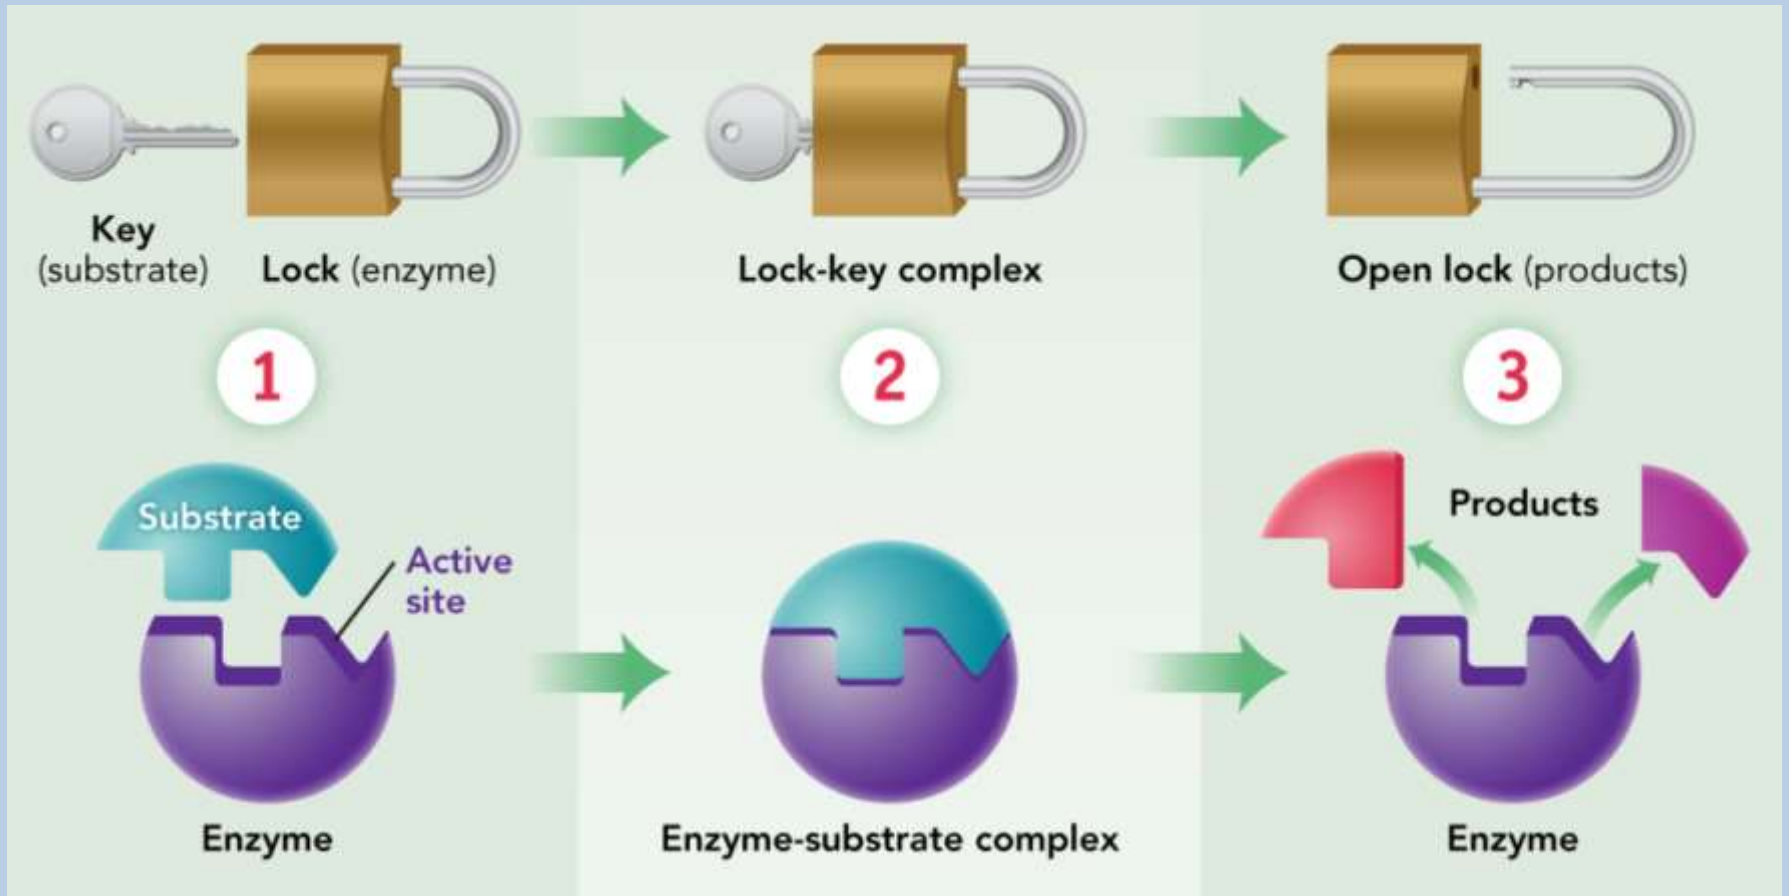 Key
(substrate)
Lock (enzyme)
Lock-key complex
Open lock (products)
1
2
3
Substrate
Active
site
Products
Enzyme
Enzyme-substrate complex
Enzyme